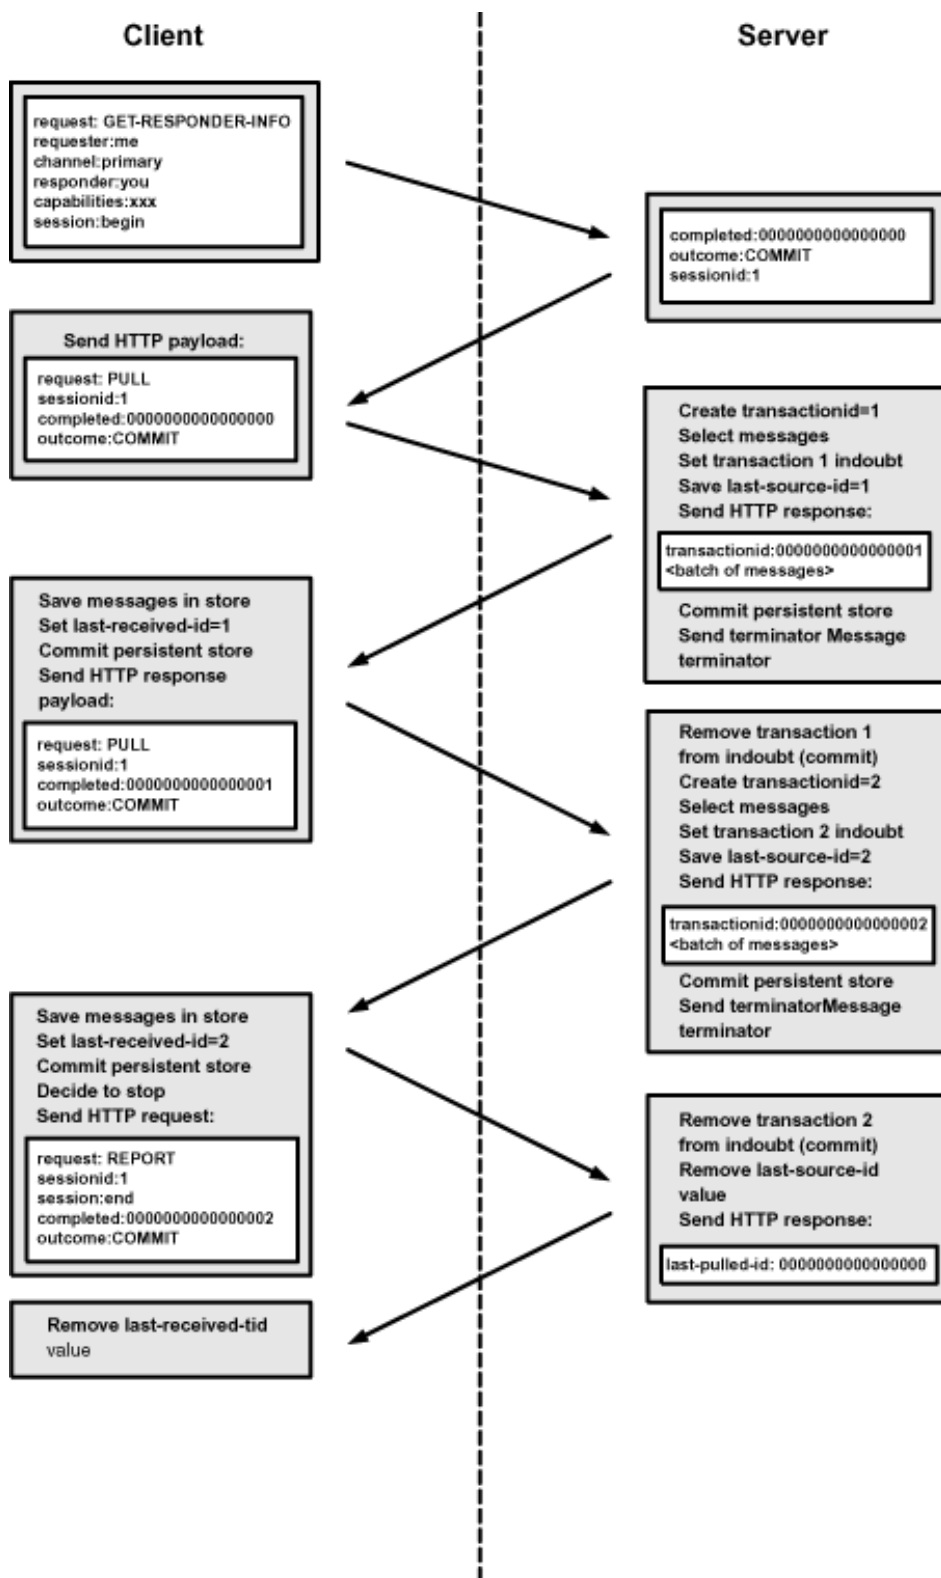 Client
Server
request: GET-RESPONDER-INFO
requester:me
channel:primary
responder:you
capabilities:xxx
session:begin
completed:0000000000000000
outcome:COMMIT
sessionid:1
Send HTTP payload:
request: PULL
sessionid:1
completed:0000000000000000
outcome:COMMIT
Create transactionid=1
Select messages
Set transaction 1 indoubt
Save last-source-id=1
Send HTTP response:
transactionid:0000000000000001
<batch of messages>
Commit persistent store
Send terminator Message
terminator
Save messages in store
Set last-received-id=1
Commit persistent store
Send HTTP response
payload:
request: PULL
sessionid:1
completed:0000000000000001
outcome:COMMIT
Remove transaction 1
from indoubt (commit)
Create transactionid=2
Select messages
Set transaction 2 indoubt
Save last-source-id=2
Send HTTP response:
transactionid:0000000000000002
<batch of messages>
Commit persistent store
Send terminatorMessage
terminator
Save messages in store
Set last-received-id=2
Commit persistent store
Decide to stop
Send HTTP request:
request: REPORT
sessionid:1
session:end
completed:0000000000000002
outcome:COMMIT
Remove transaction 2
from indoubt (commit)
Remove last-source-id
value
Send HTTP response:
last-pulled-id: 0000000000000000
Remove last-received-tid
value